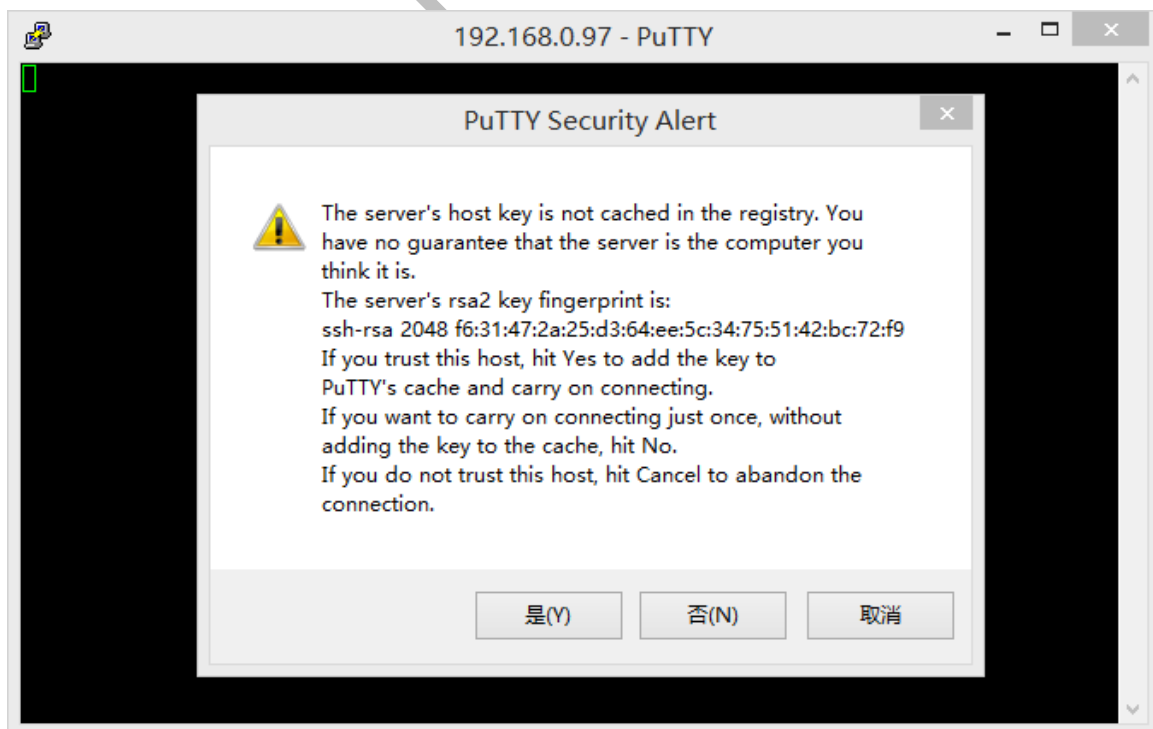 192.168.0.97 - PuTTY
PuTTY Security Alert
The server's host key is not cached in the registry. You
have no guarantee that the server is the computer you
think it is.
The server's rsa2 key fingerprint is:
ssh-rsa 2048 f6:31:47:2a:25:d3:64:ee:5c:34:75:51:42:bc:72:f9
If you trust this host, hit Yes to add the key to
PuTTY's cache and carry on connecting.
If you want to carry on connecting just once, without
adding the key to the cache, hit No.
If you do not trust this host, hit Cancel to abandon the
connection.
是(Y) 否(N) 取消